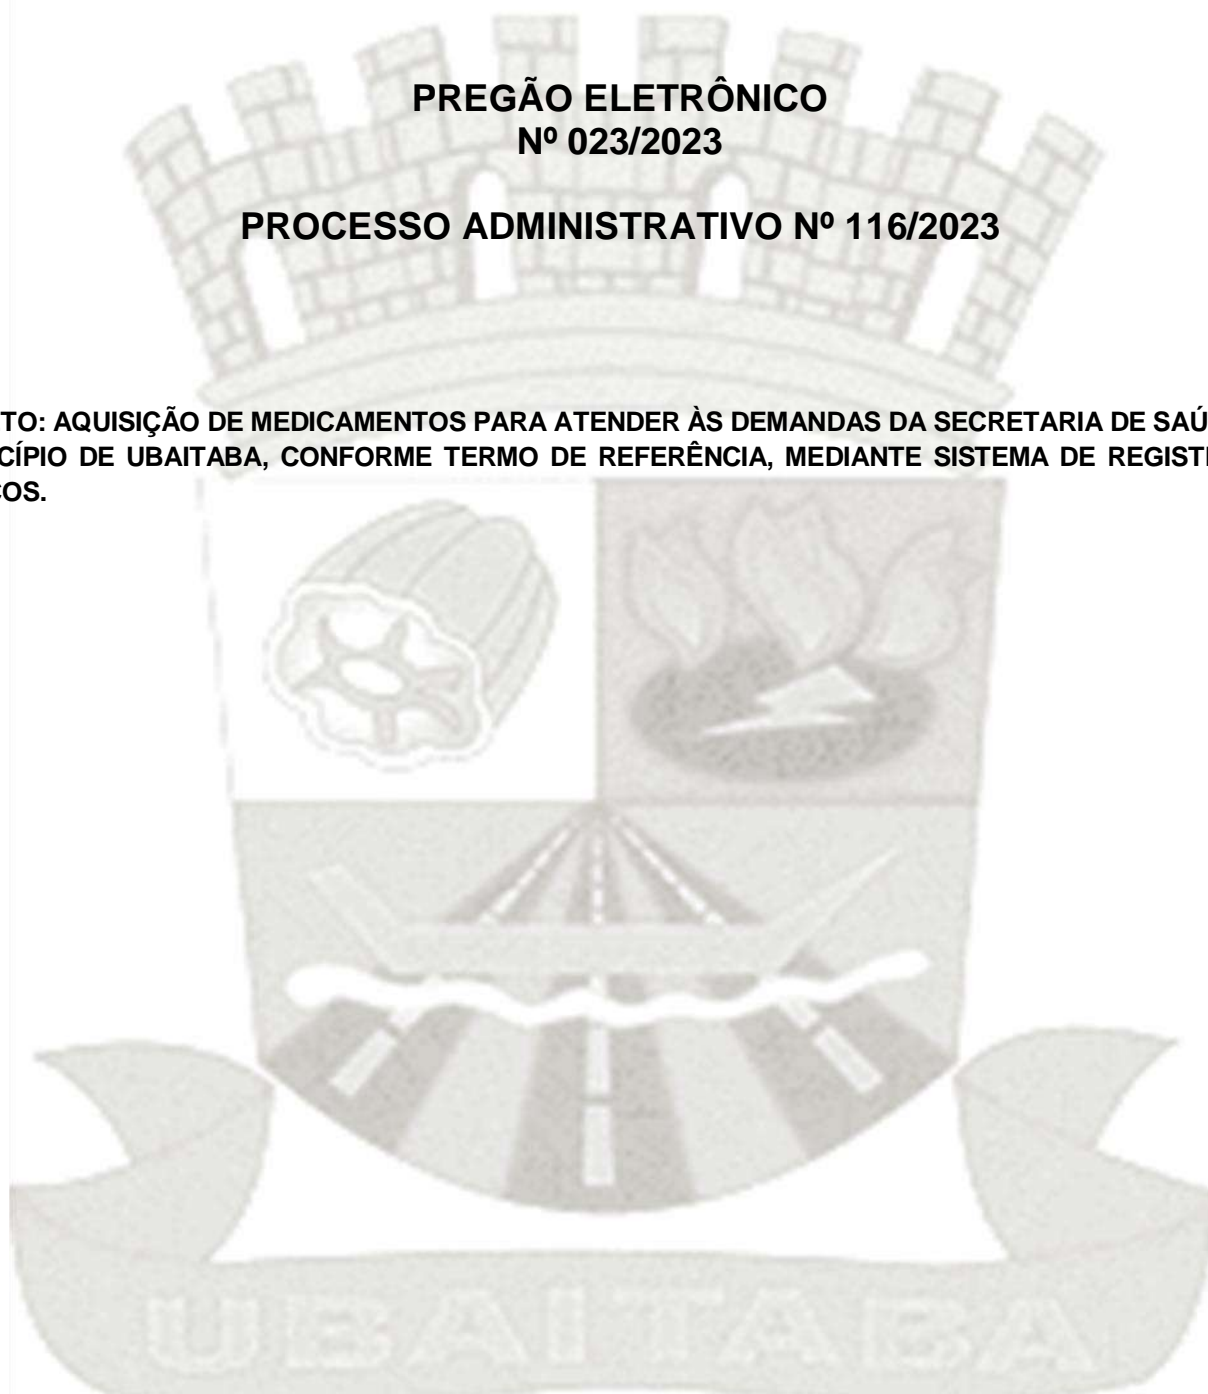 PREGÃO ELETRÔNICO
Nº 023/2023
PROCESSO ADMINISTRATIVO Nº 116/2023
TO: AQUISIÇÃO DE MEDICAMENTOS PARA ATENDER ÀS DEMANDAS DA SECRETARIA DE SAÚ
CÍPIO DE UBAITABA, CONFORME TERMO DE REFERÊNCIA, MEDIANTE SISTEMA DE REGIST
OS.
UBAITABA